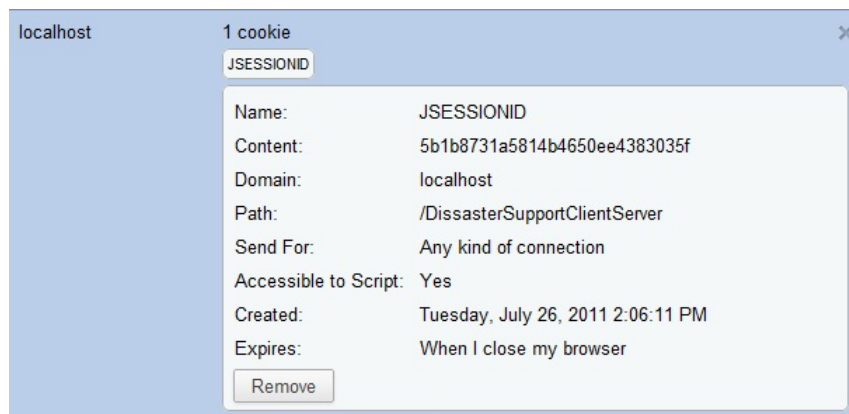 localhost 1 cookie
JSESSIONID
Name: JSESSIONID
Content: 5b1b8731a5814b4650ee4383035f
Domain: localhost
Path: /DissasterSupportClientServer
Send For: Any kind of connection
Accessible to Script: Yes
Created: Tuesday, July 26, 2011 2:06:11 PM
Expires: When I close my browser
Remove